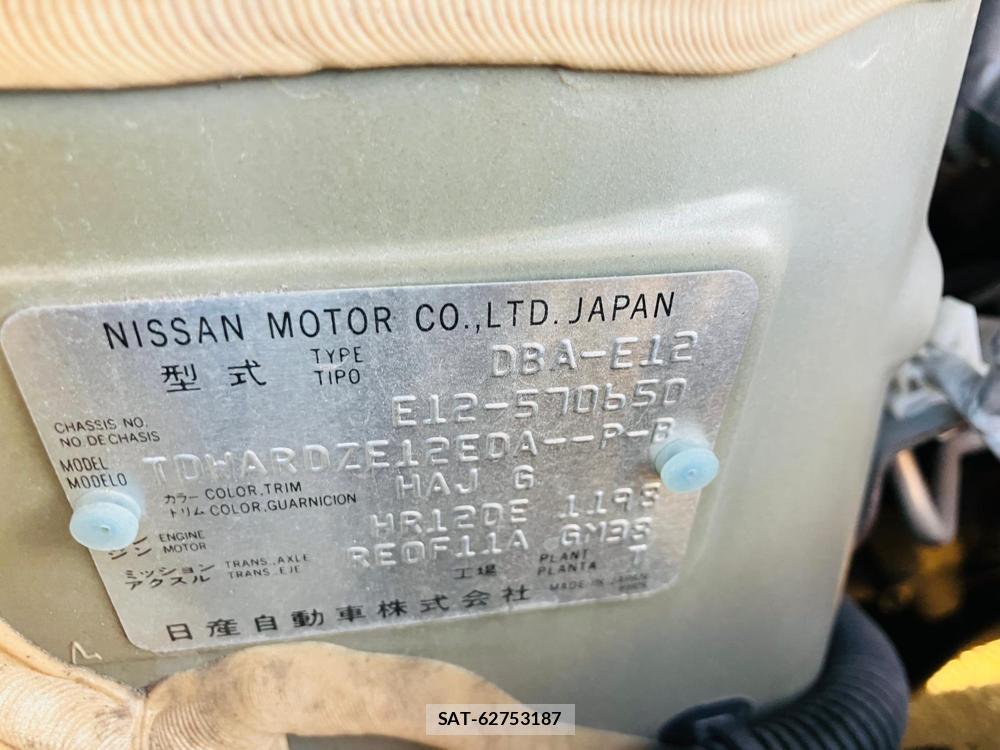 NISSAN MOTOR CO.,LTD. JAPAN
型式 TYPE TIPO DBA-E12
CHASSIS NO. NO.DE CHASIS E12-570650
MODEL MODELO TDWARDZE12EDA--P-B
カラー トリム COLOR,TRIM COLOR,GUARNICION HAJ G
ジン ENGINE MOTOR HR12DE 1198
ミッション アクスル TRANS.,AXLE TRANS.,EJE RE0F11A GM38
工場 PLANT PLANTA T
MADE IN JAPAN
日産自動車株式会社
SAT-62753187